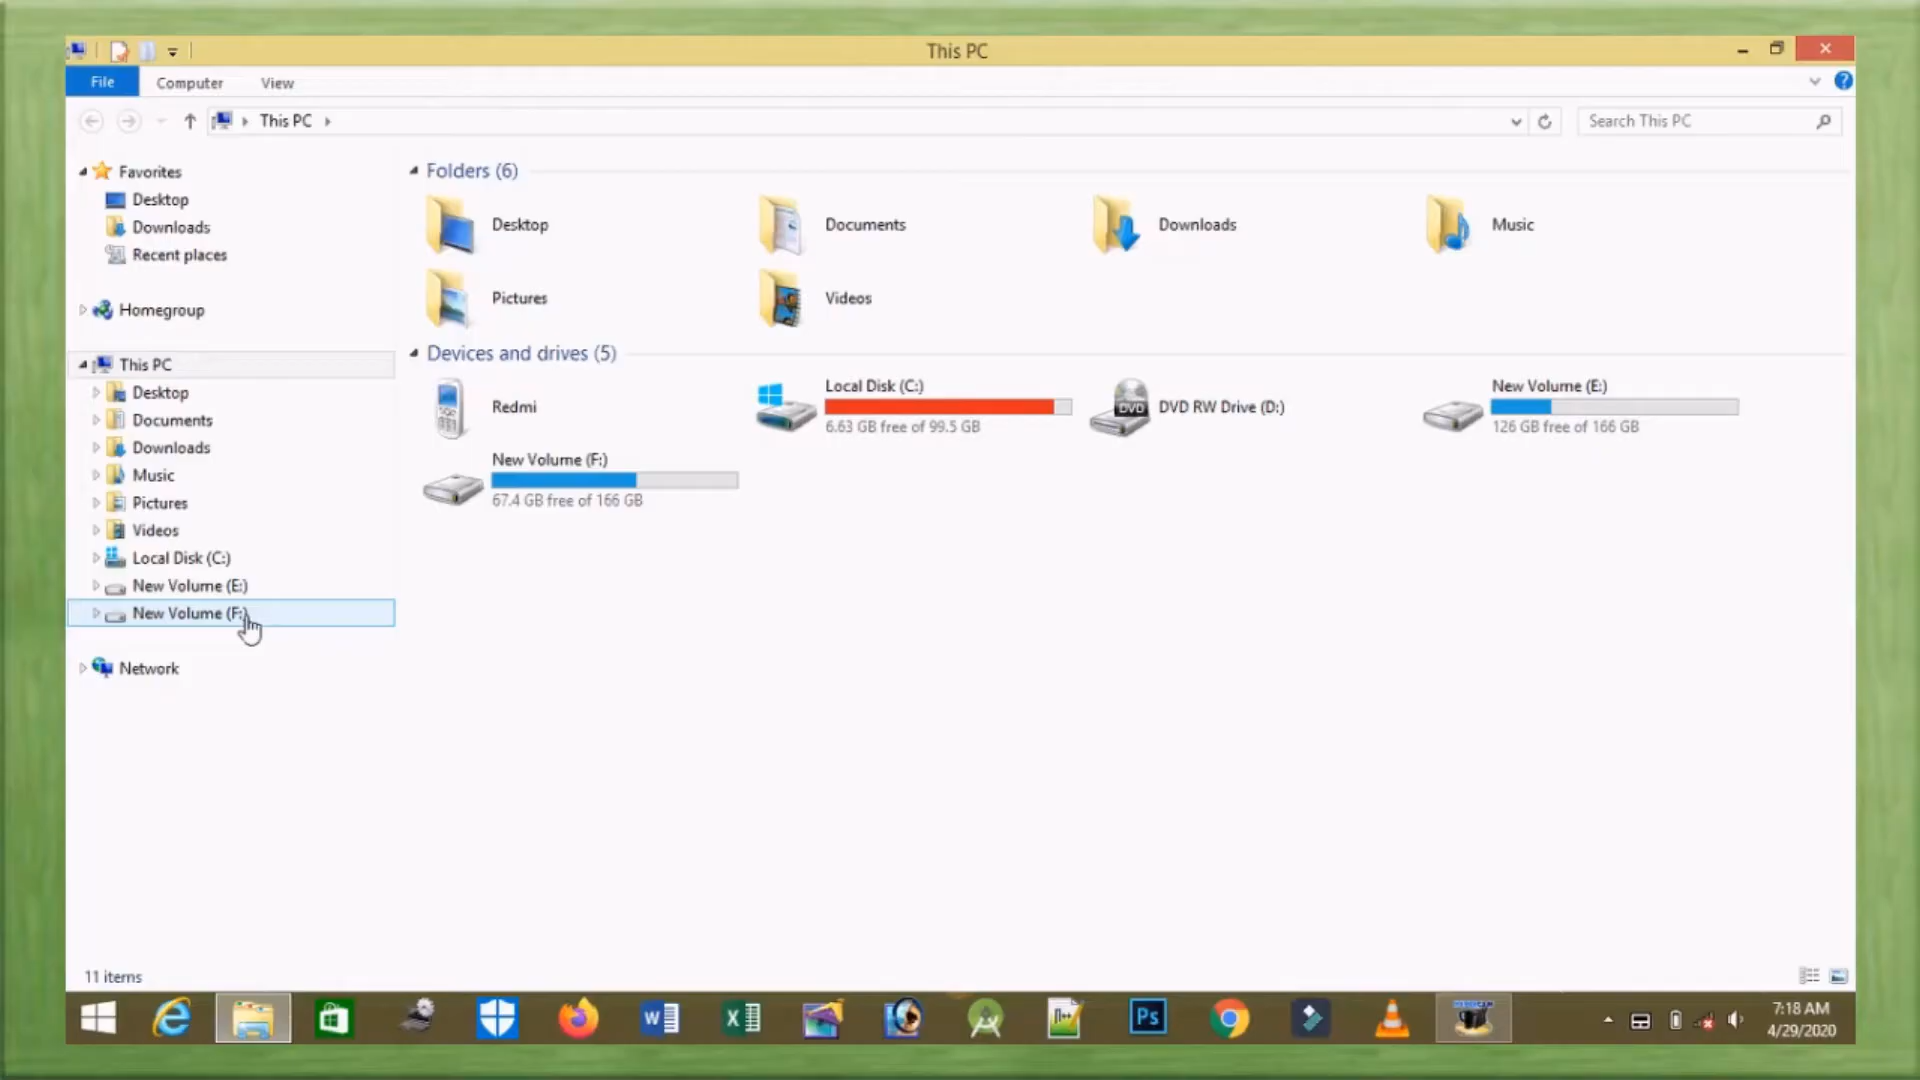 This PC
File
Computer
View
This PC
Search This PC
Favorites
Desktop
Downloads
Recent places
Homegroup
This PC
Desktop
Documents
Downloads
Music
Pictures
Videos
Local Disk (C:)
New Volume (E:)
New Volume (F:)
Network
Folders (6)
Desktop
Documents
Downloads
Music
Pictures
Videos
Devices and drives (5)
Redmi
Local Disk (C:)
6.63 GB free of 99.5 GB
DVD
DVD RW Drive (D:)
New Volume (E:)
126 GB free of 166 GB
New Volume (F:)
67.4 GB free of 166 GB
11 items
Ps
7:18 AM
4/29/2020